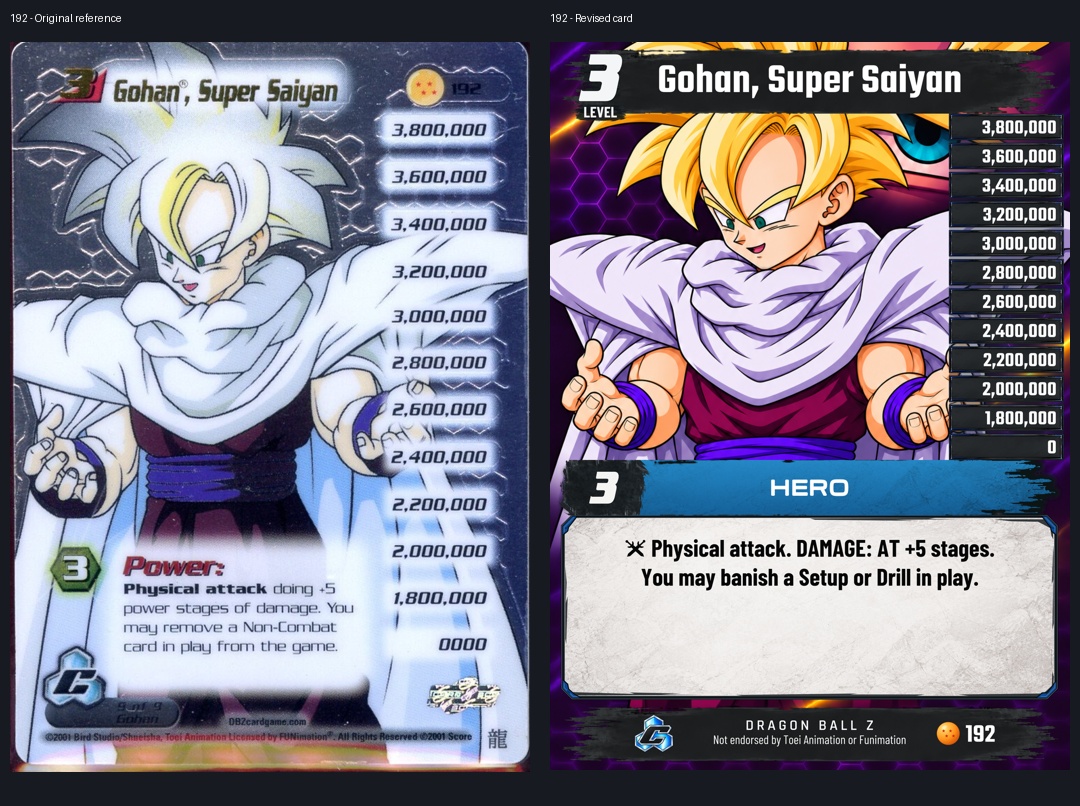 192 - Original reference
192 - Revised card
3 Gohan®, Super Saiyan 192
3,800,000
3,600,000
3,400,000
3,200,000
3,000,000
2,800,000
2,600,000
2,400,000
2,200,000
2,000,000
1,800,000
0000
3
Power:
Physical attack doing +5
power stages of damage. You
may remove a Non-Combat
card in play from the game.
9 of 9
Gohan
DBZcardgame.com
©2001 Bird Studio/Shueisha, Toei Animation Licensed by FUNimation®. All Rights Reserved ©2001 Score
龍
3
LEVEL
Gohan, Super Saiyan
3,800,000
3,600,000
3,400,000
3,200,000
3,000,000
2,800,000
2,600,000
2,400,000
2,200,000
2,000,000
1,800,000
0
3
HERO
Physical attack. DAMAGE: AT +5 stages.
You may banish a Setup or Drill in play.
DRAGON BALL Z
Not endorsed by Toei Animation or Funimation
192